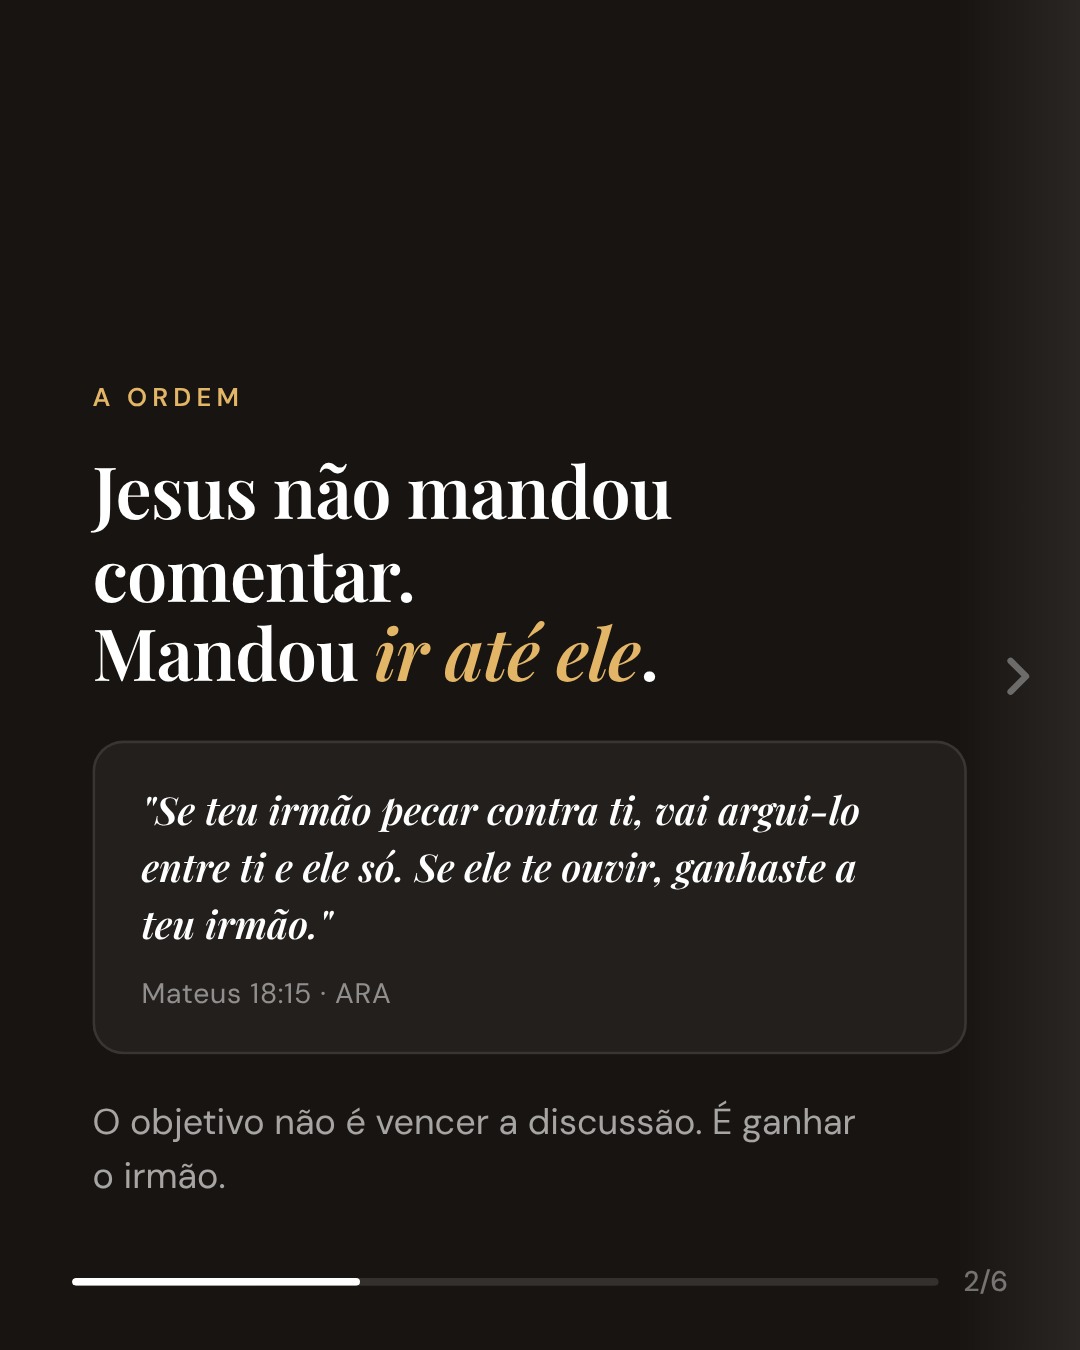 A ORDEM
Jesus não mandou
comentar.
Mandou ir até ele.
"Se teu irmão pecar contra ti, vai argui-lo
entre ti e ele só. Se ele te ouvir, ganhaste a
teu irmão."
Mateus 18:15 · ARA
O objetivo não é vencer a discussão. É ganhar
o irmão.
2/6